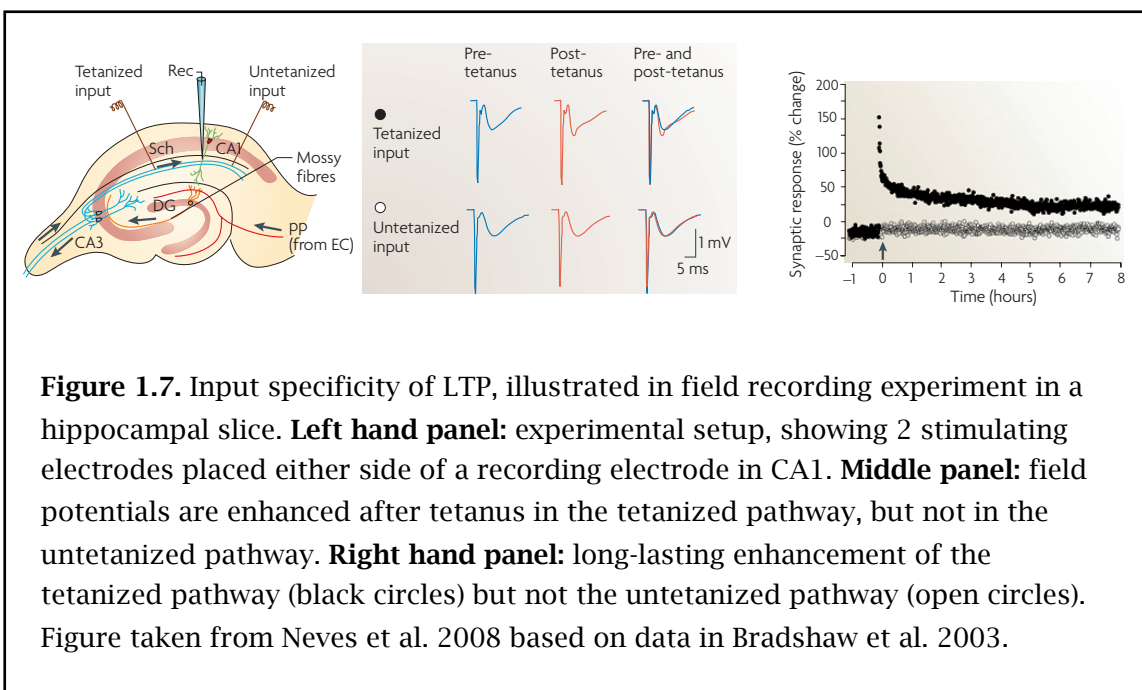 Tetanized input
Rec
Untetanized input
Sch
CA1
Mossy fibres
DG
CA3
PP (from EC)
Pre-tetanus
Post-tetanus
Pre- and post-tetanus
Tetanized input
Untetanized input
1 mV
5 ms
Synaptic response (% change)
200
150
100
50
0
–50
–1 0 1 2 3 4 5 6 7 8
Time (hours)
Figure 1.7. Input specificity of LTP, illustrated in field recording experiment in a
hippocampal slice. Left hand panel: experimental setup, showing 2 stimulating
electrodes placed either side of a recording electrode in CA1. Middle panel: field
potentials are enhanced after tetanus in the tetanized pathway, but not in the
untetanized pathway. Right hand panel: long-lasting enhancement of the
tetanized pathway (black circles) but not the untetanized pathway (open circles).
Figure taken from Neves et al. 2008 based on data in Bradshaw et al. 2003.